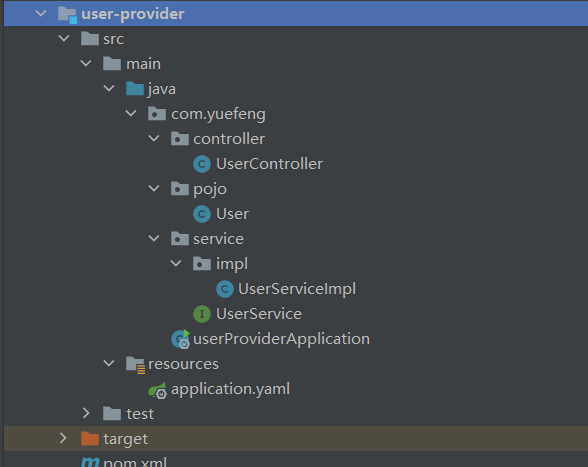 user-provider
src
main
java
com.yuefeng
controller
C UserController
pojo
C User
service
impl
C UserServiceImpl
I UserService
userProviderApplication
resources
application.yaml
test
target
m pom.xml